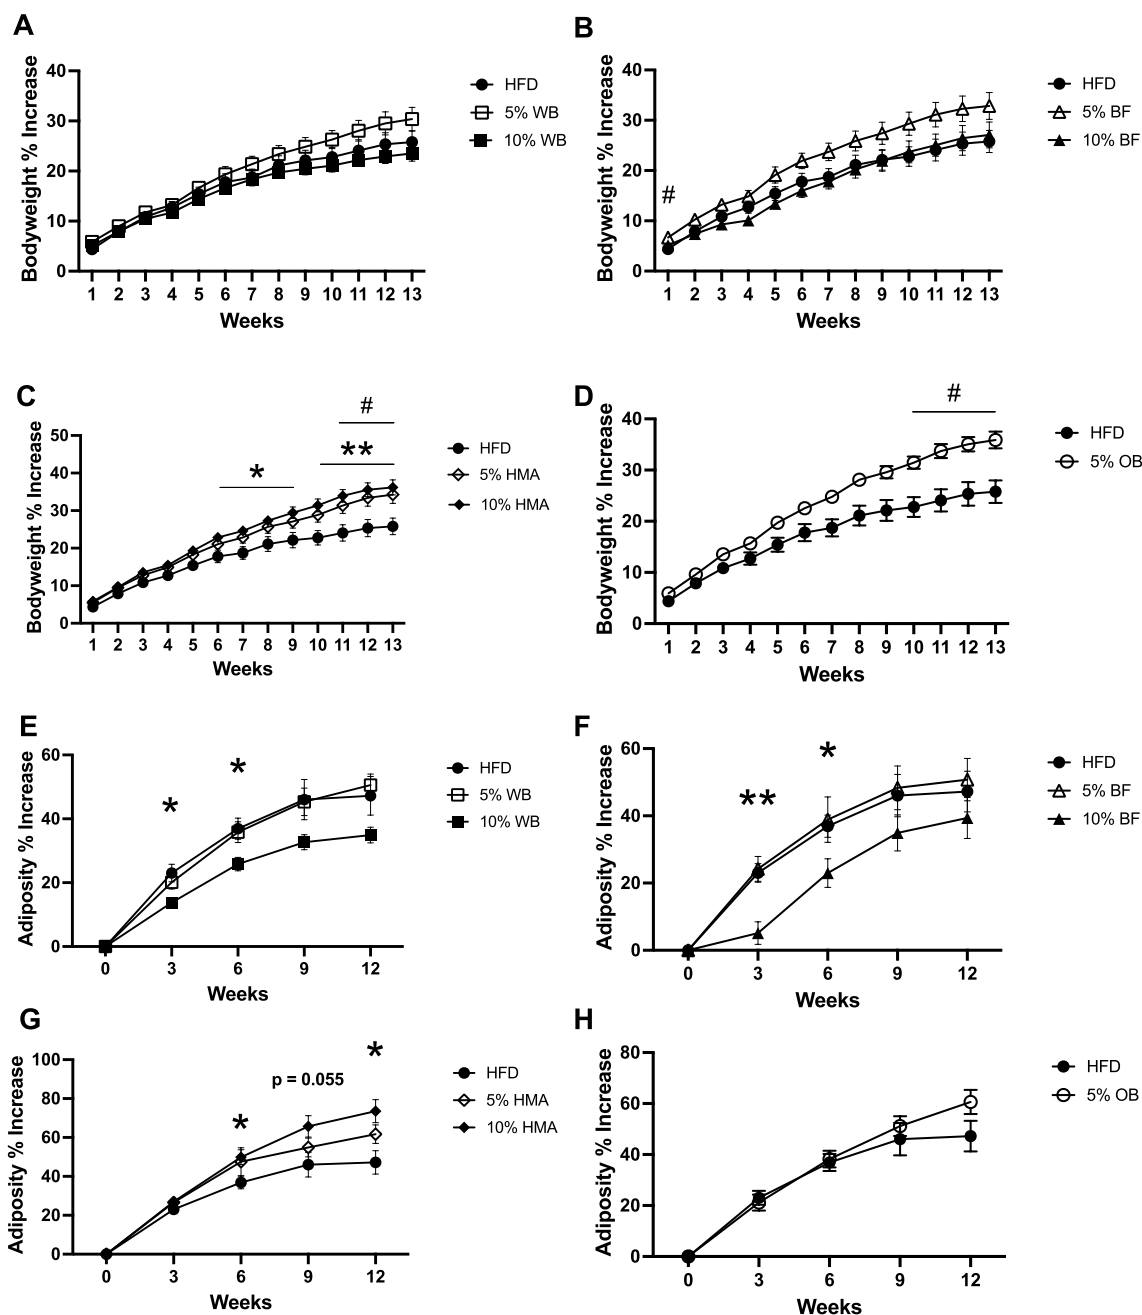 A
Bodyweight % Increase
40
30
20
10
0
1 2 3 4 5 6 7 8 9 10 11 12 13
Weeks
HFD
5% WB
10% WB
B
Bodyweight % Increase
40
30
20
10
0
#
1 2 3 4 5 6 7 8 9 10 11 12 13
Weeks
HFD
5% BF
10% BF
C
Bodyweight % Increase
50
40
30
20
10
0
#
**
*
1 2 3 4 5 6 7 8 9 10 11 12 13
Weeks
HFD
5% HMA
10% HMA
D
Bodyweight % Increase
40
30
20
10
0
#
1 2 3 4 5 6 7 8 9 10 11 12 13
Weeks
HFD
5% OB
E
Adiposity % Increase
60
40
20
0
*
*
0 3 6 9 12
Weeks
HFD
5% WB
10% WB
F
Adiposity % Increase
60
40
20
0
*
**
0 3 6 9 12
Weeks
HFD
5% BF
10% BF
G
Adiposity % Increase
100
80
60
40
20
0
*
p = 0.055
*
0 3 6 9 12
Weeks
HFD
5% HMA
10% HMA
H
Adiposity % Increase
80
60
40
20
0
0 3 6 9 12
Weeks
HFD
5% OB